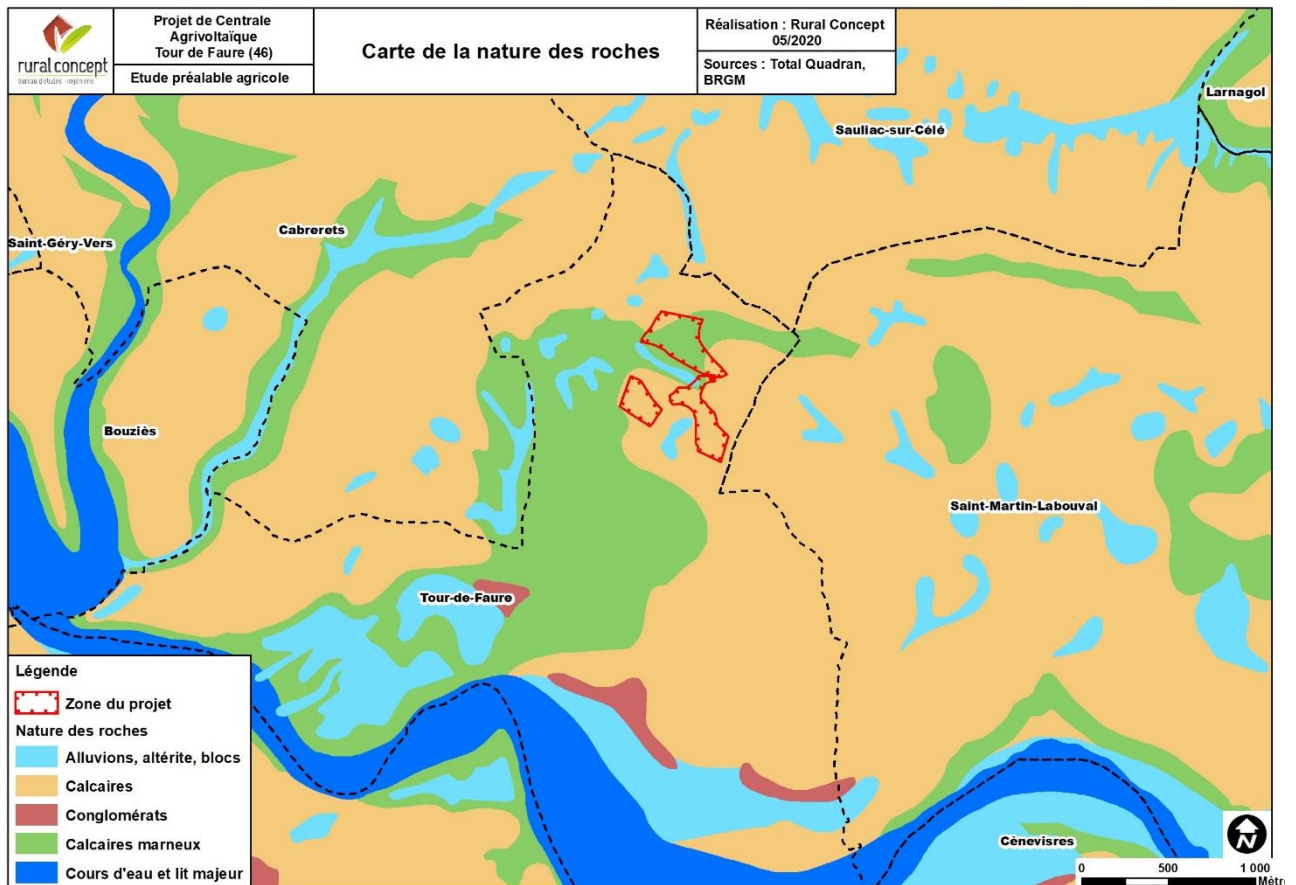 rural concept
bureau d'études - ingénierie
Projet de Centrale
Agrivoltaïque
Tour de Faure (46)
Etude préalable agricole
Carte de la nature des roches
Réalisation : Rural Concept
05/2020
Sources : Total Quadran,
BRGM
Larnagol
Sauliac-sur-Célé
Cabrerets
Saint-Géry-Vers
Bouziès
Saint-Martin-Labouval
Tour-de-Faure
Cènevisres
Légende
Zone du projet
Nature des roches
Alluvions, altérite, blocs
Calcaires
Conglomérats
Calcaires marneux
Cours d'eau et lit majeur
N
0 500 1 000
Mètr